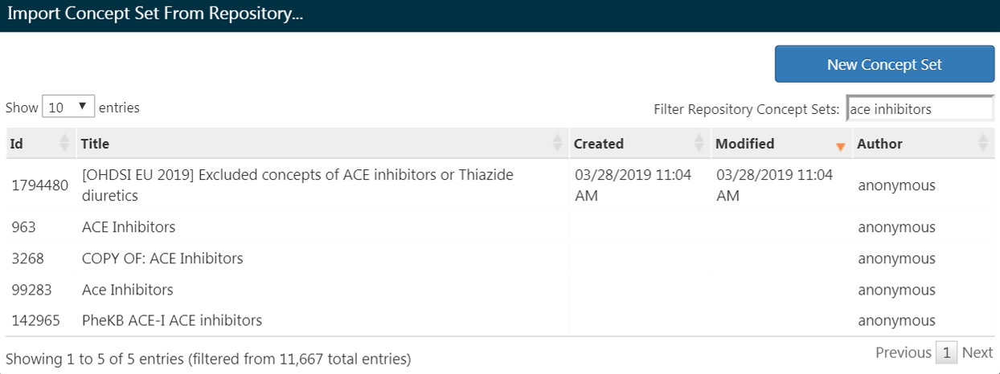 Import Concept Set From Repository...
New Concept Set
Show 10 entries
Filter Repository Concept Sets: ace inhibitors
Id Title Created Modified Author
1794480 [OHDSI EU 2019] Excluded concepts of ACE inhibitors or Thiazide 03/28/2019 11:04 03/28/2019 11:04 anonymous
diuretics AM AM
963 ACE Inhibitors anonymous
3268 COPY OF: ACE Inhibitors anonymous
99283 Ace Inhibitors anonymous
142965 PheKB ACE-I ACE inhibitors anonymous
Showing 1 to 5 of 5 entries (filtered from 11,667 total entries)
Previous 1 Next